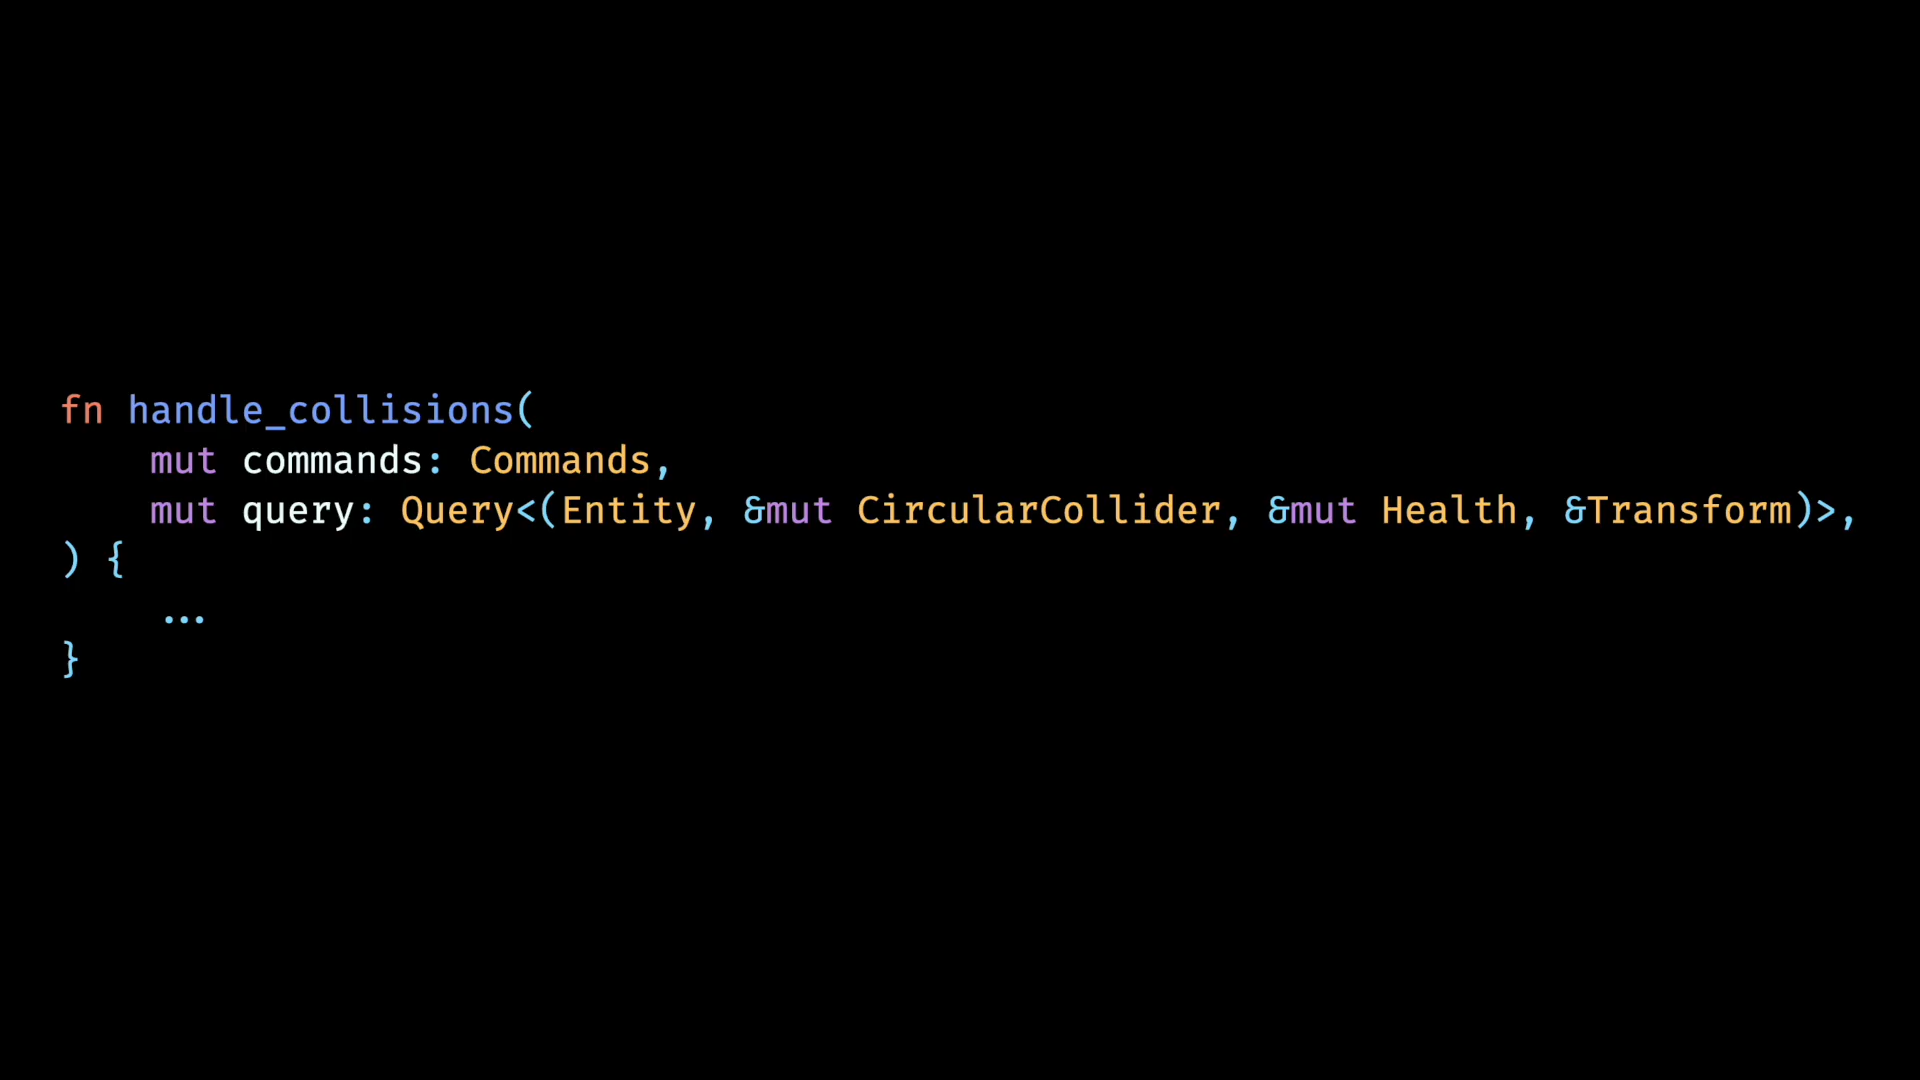 fn handle_collisions(
    mut commands: Commands,
    mut query: Query<(Entity, &mut CircularCollider, &mut Health, &Transform)>,
) {
    ...
}